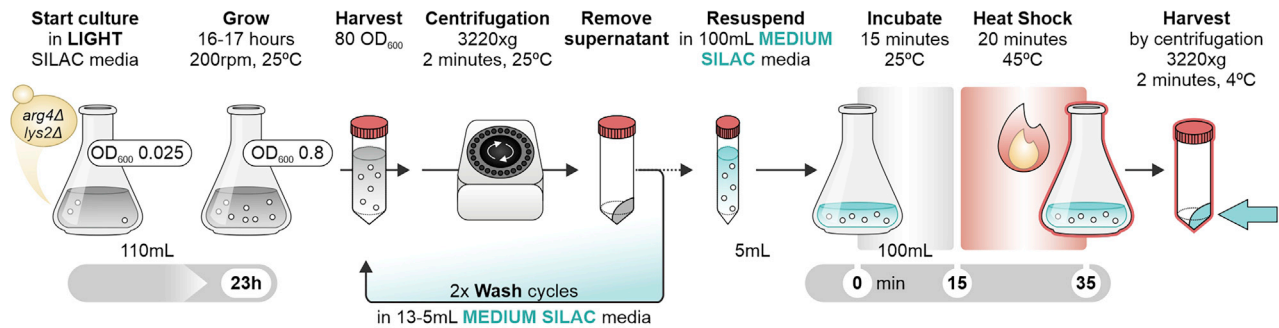 Start culture
in LIGHT
SILAC media
Grow
16-17 hours
200rpm, 25ºC
Harvest
80 OD600
Centrifugation
3220xg
2 minutes, 25ºC
Remove
supernatant
Resuspend
in 100mL MEDIUM
SILAC media
Incubate
15 minutes
25ºC
Heat Shock
20 minutes
45ºC
Harvest
by centrifugation
3220xg
2 minutes, 4ºC
arg4Δ
lys2Δ
OD600 0.025
OD600 0.8
110mL
5mL
100mL
23h
2x Wash cycles
in 13-5mL MEDIUM SILAC media
0 min 15 35